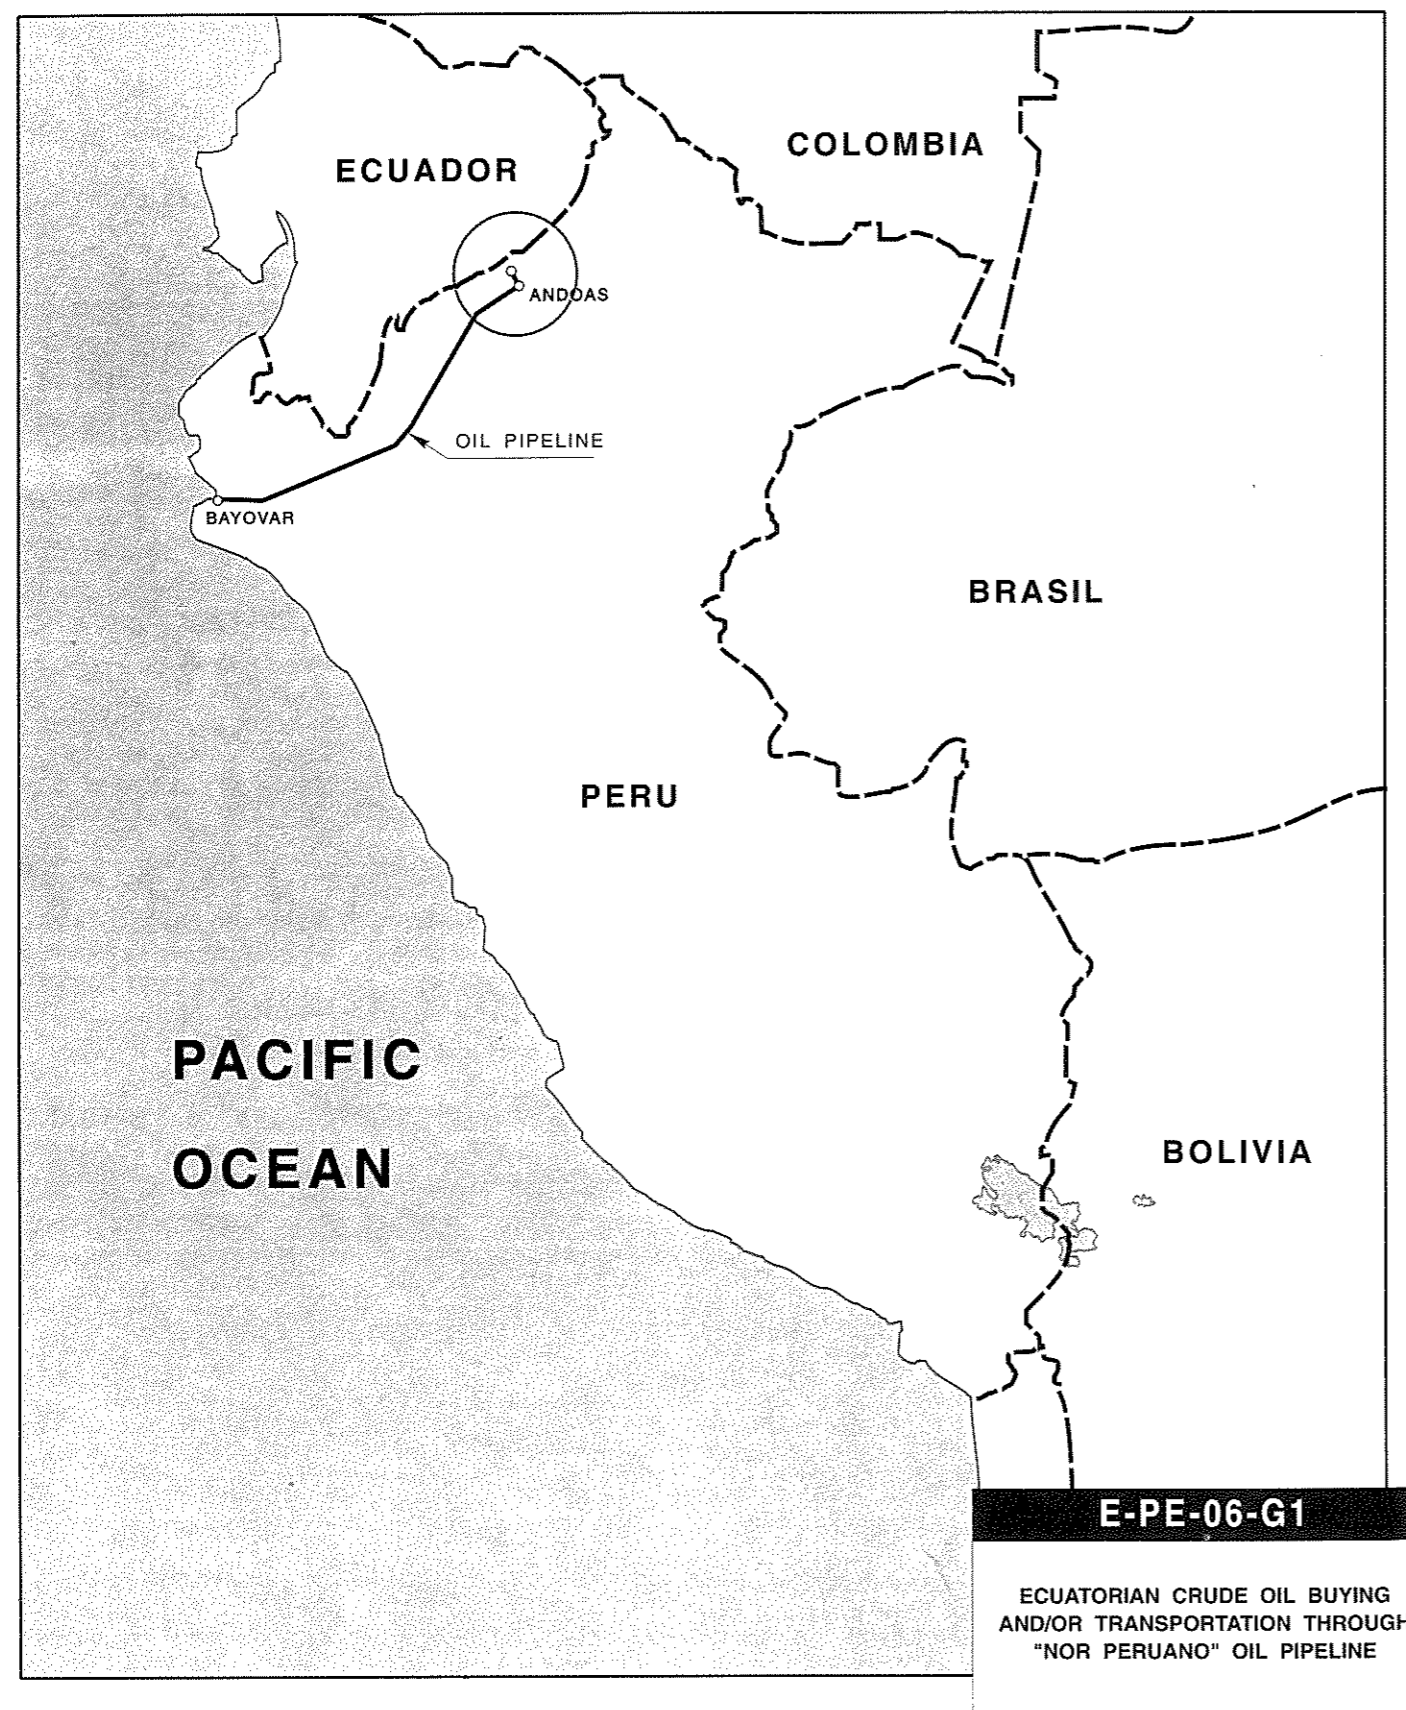 COLOMBIA
ECUADOR
ANDOAS
OIL PIPELINE
BAYOVAR
BRASIL
PERU
PACIFIC
OCEAN
BOLIVIA
E-PE-06-G1
ECUATORIAN CRUDE OIL BUYING
AND/OR TRANSPORTATION THROUGH
"NOR PERUANO" OIL PIPELINE